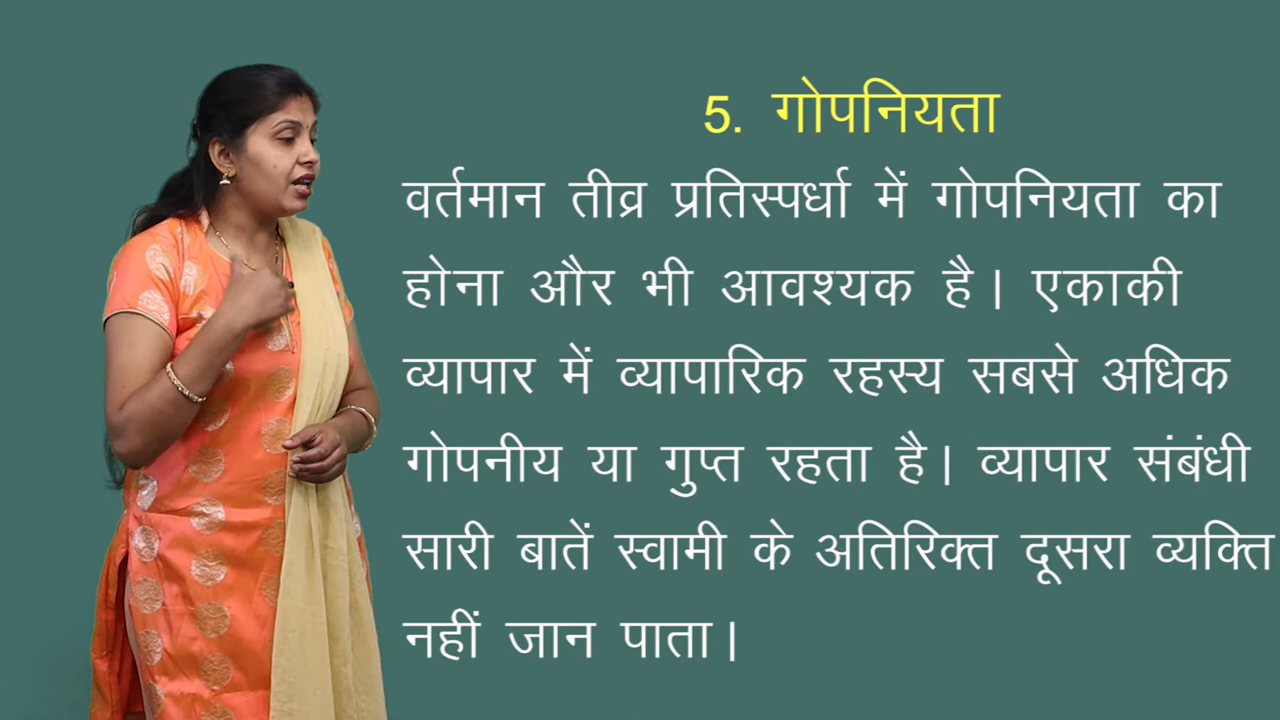 5. गोपनियता
वर्तमान तीव्र प्रतिस्पर्धा में गोपनियता का
होना और भी आवश्यक है। एकाकी
व्यापार में व्यापारिक रहस्य सबसे अधिक
गोपनीय या गुप्त रहता है। व्यापार संबंधी
सारी बातें स्वामी के अतिरिक्त दूसरा व्यक्ति
नहीं जान पाता।